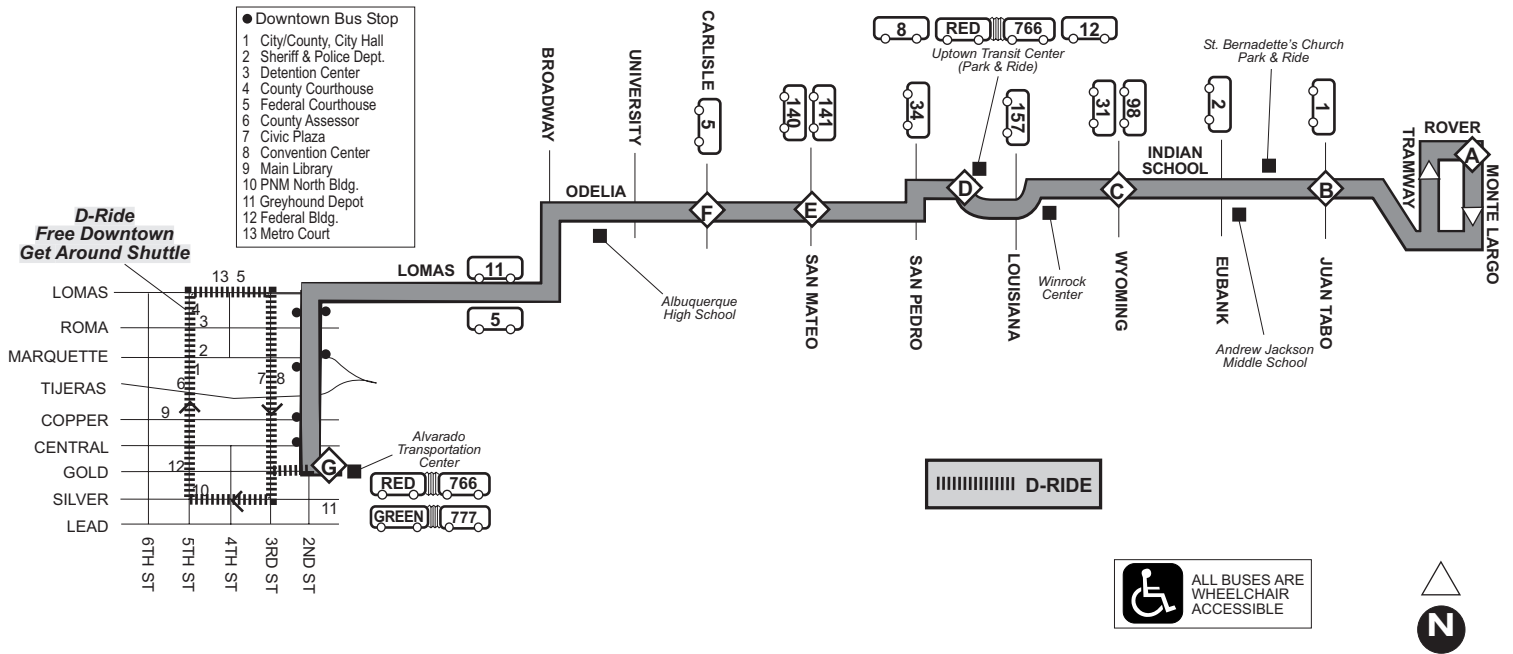 Downtown Bus Stop
1 City/County, City Hall
2 Sheriff & Police Dept.
3 Detention Center
4 County Courthouse
5 Federal Courthouse
6 County Assessor
7 Civic Plaza
8 Convention Center
9 Main Library
10 PNM North Bldg.
11 Greyhound Depot
12 Federal Bldg.
13 Metro Court
D-Ride
Free Downtown
Get Around Shuttle
BROADWAY
UNIVERSITY
CARLISLE
5
140
141
34
8
RED 766
12
Uptown Transit Center
(Park & Ride)
157
31
98
2
St. Bernadette's Church
Park & Ride
1
ROVER
TRAMWAY
MONTE LARGO
A
B
C
D
E
F
G
INDIAN
SCHOOL
ODELIA
LOMAS
11
5
Albuquerque
High School
SAN MATEO
SAN PEDRO
LOUISIANA
Winrock
Center
WYOMING
EUBANK
Andrew Jackson
Middle School
JUAN TABO
LOMAS
ROMA
MARQUETTE
TIJERAS
COPPER
CENTRAL
GOLD
SILVER
LEAD
13 5
4
3
2
1
6
7 8
9
12
10
11
6TH ST
5TH ST
4TH ST
3RD ST
2ND ST
Alvarado
Transportation
Center
RED 766
GREEN 777
D-RIDE
ALL BUSES ARE
WHEELCHAIR
ACCESSIBLE
N